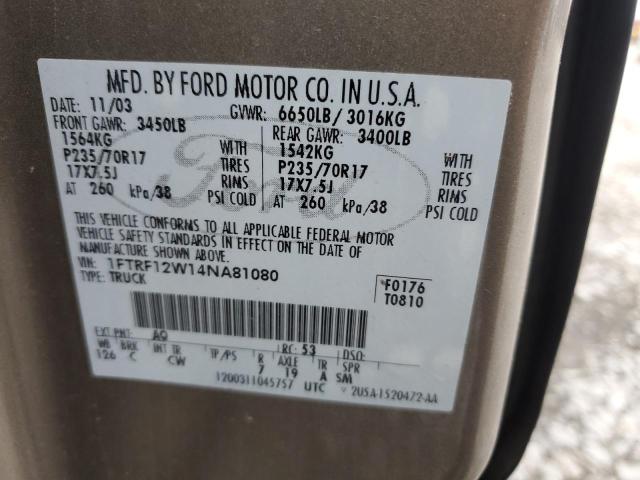 MFD. BY FORD MOTOR CO. IN U.S.A.
DATE: 11/03 GVWR: 6650LB/ 3016KG
FRONT GAWR: 3450LB REAR GAWR: 3400LB
1564KG WITH 1542KG WITH
P235/70R17 TIRES P235/70R17 TIRES
17X7.5J RIMS 17X7.5J RIMS
AT 260 kPa/38 PSI COLD AT 260 kPa/38 PSI COLD
Ford
THIS VEHICLE CONFORMS TO ALL APPLICABLE FEDERAL MOTOR
VEHICLE SAFETY STANDARDS IN EFFECT ON THE DATE OF
MANUFACTURE SHOWN ABOVE.
VIN: 1FTRF12W14NA81080
TYPE: TRUCK
F0176
T0810
EXT PNT: AQ RC: 53 DSO:
WB BRK INT TR TP/PS R AXLE TR SPR
126 C CW 7 19 A SM
1200311045757 UTC
2U5A-1520472-AA